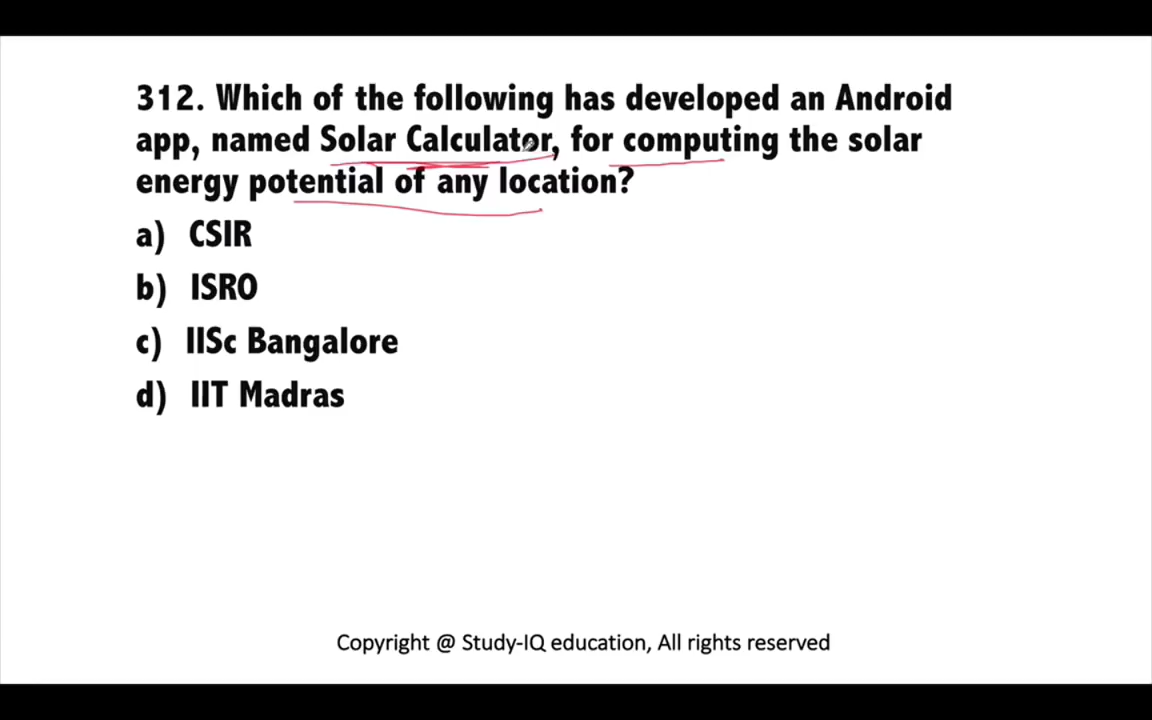 312. Which of the following has developed an Android
app, named Solar Calculator, for computing the solar
energy potential of any location?
a) CSIR
b) ISRO
c) IISc Bangalore
d) IIT Madras
Copyright @ Study-IQ education, All rights reserved